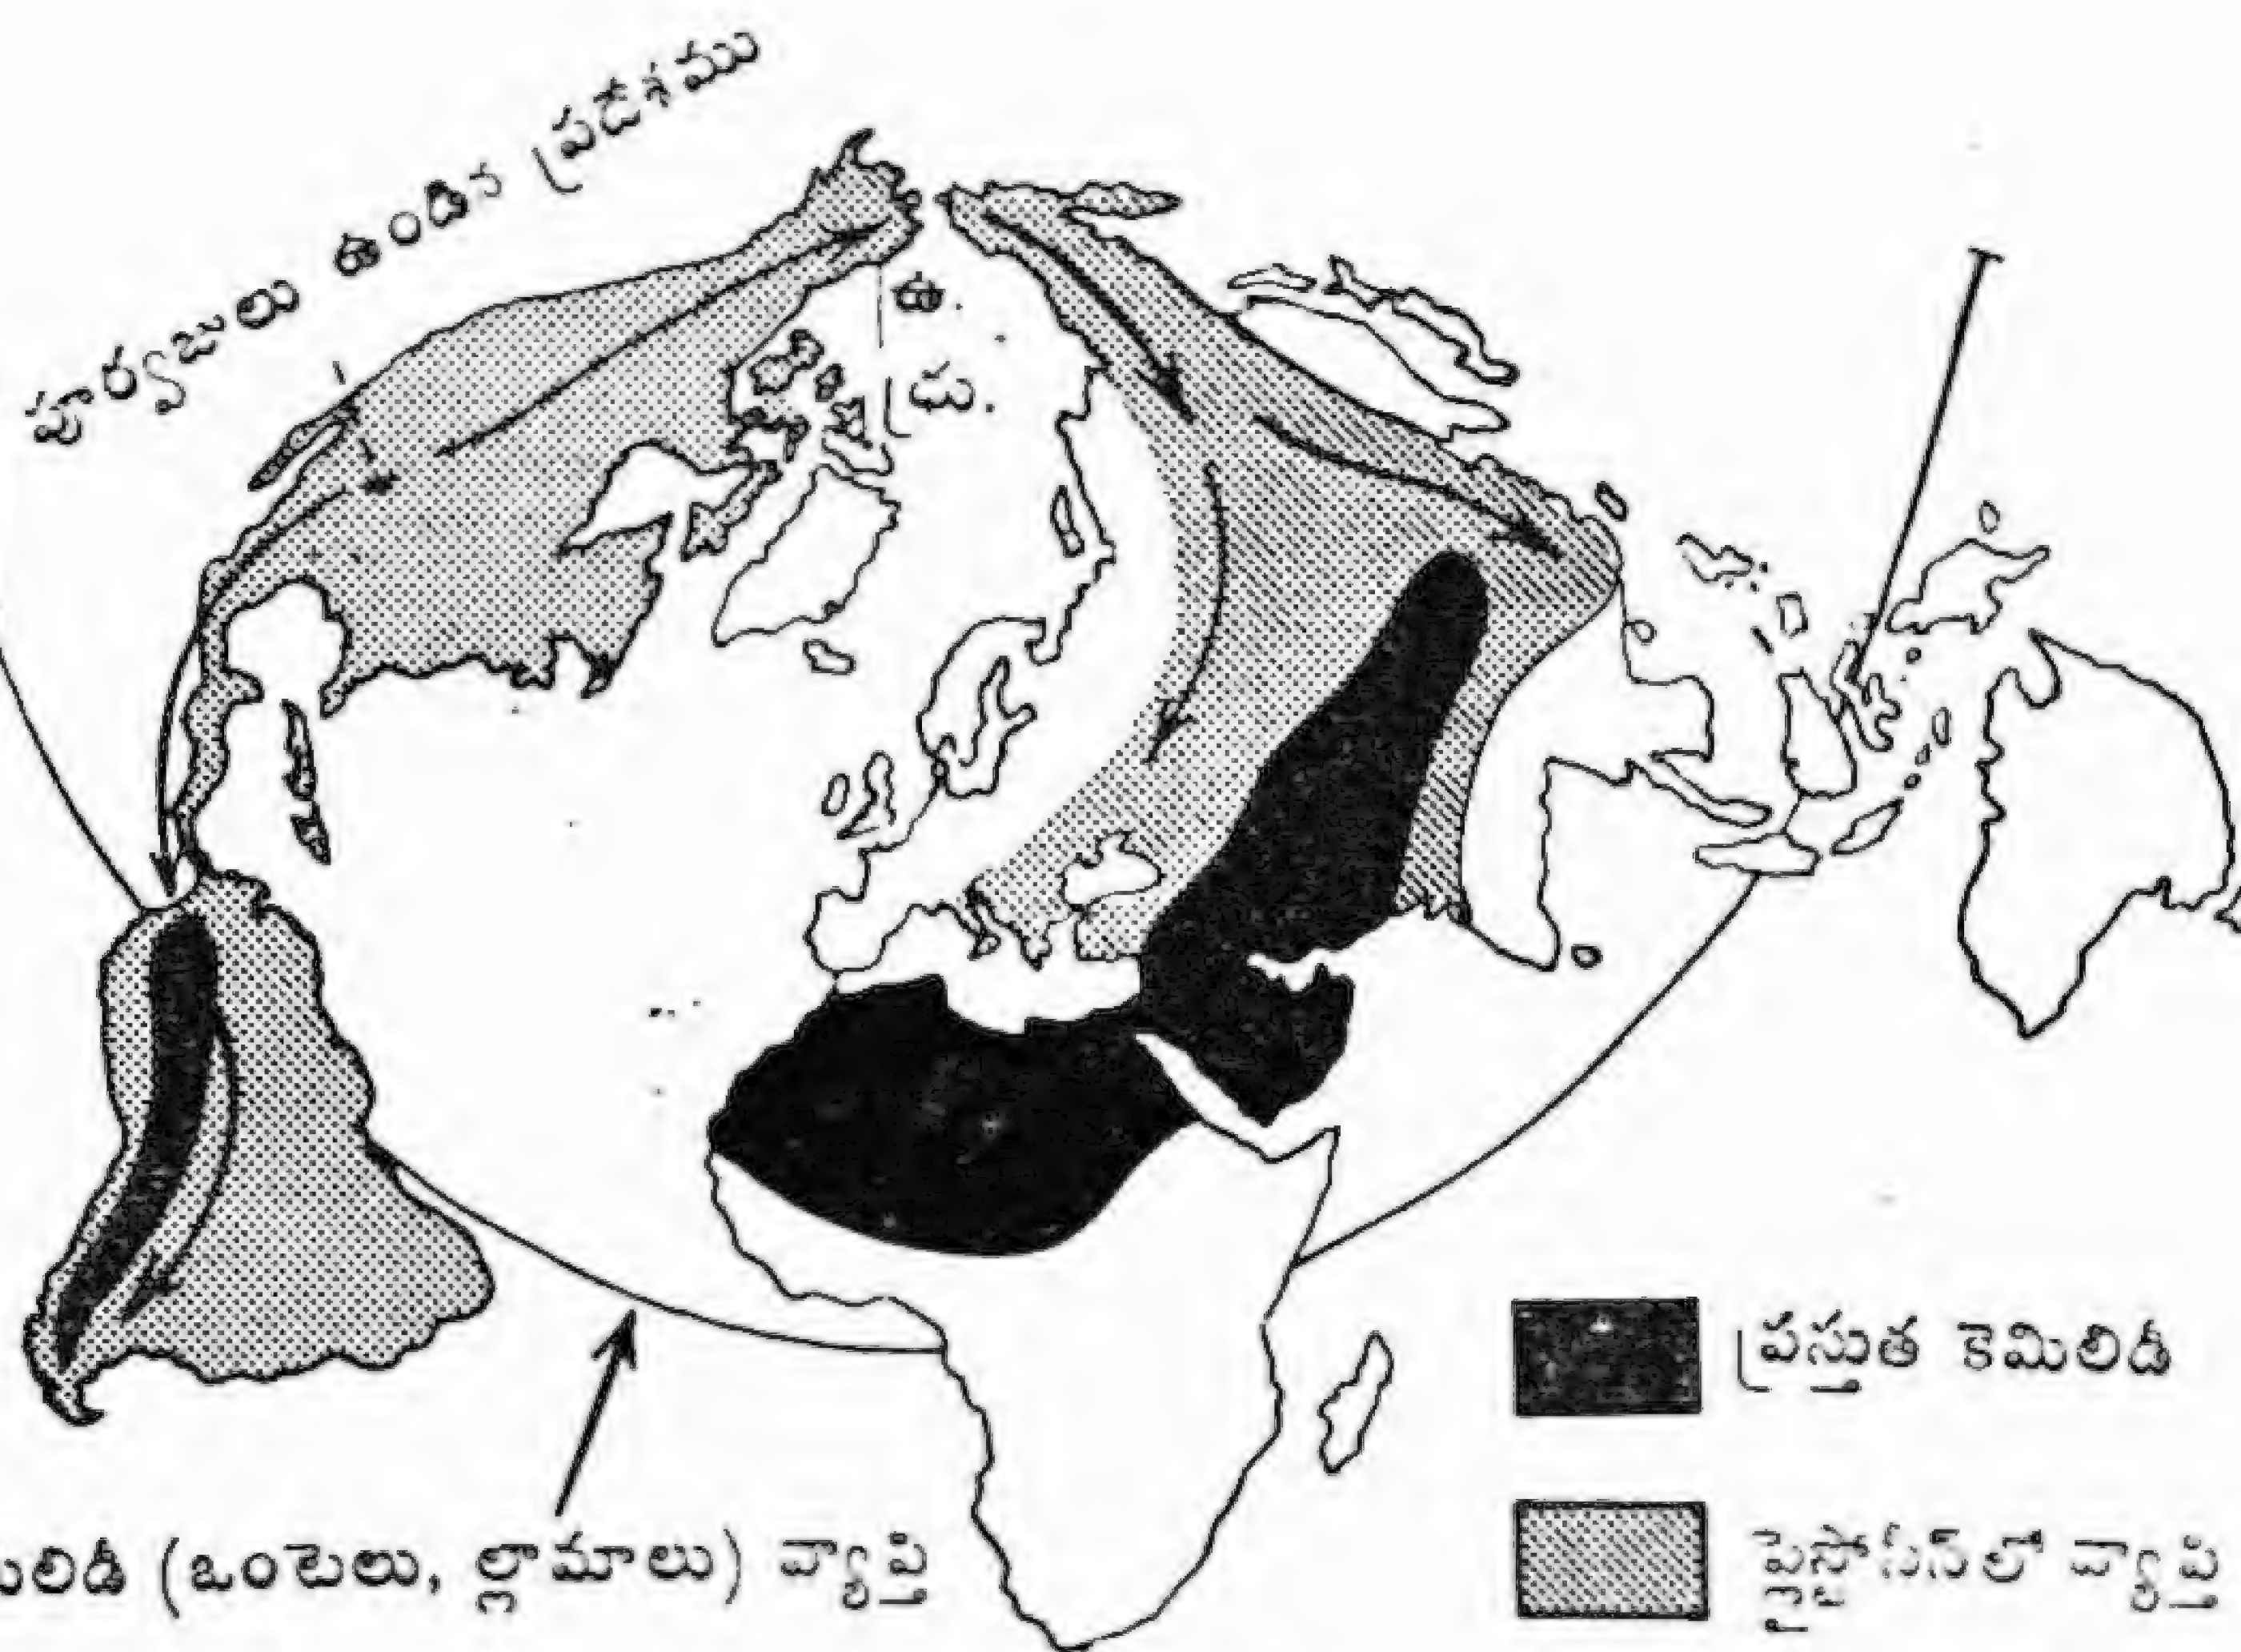 పూర్వజులు ఉండిన ప్రదేశము
ఉ.
ధ్రు.
ప్రస్తుత కెమిలిడీ
ప్లైస్టోసీన్‌లో వ్యాప్తి
మిలిడీ (ఒంటెలు, ల్లామాలు) వ్యాప్తి